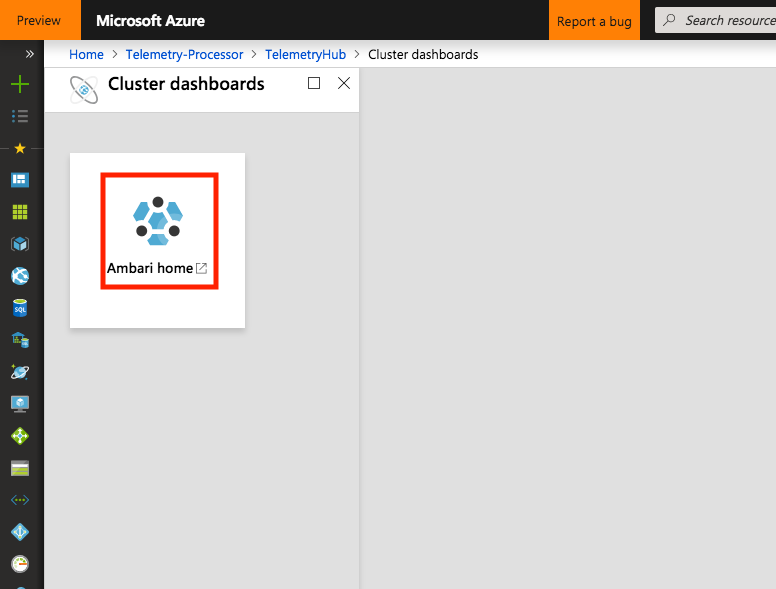 Preview
Microsoft Azure
Report a bug
Search resource
»
Home > Telemetry-Processor > TelemetryHub > Cluster dashboards
Cluster dashboards
Ambari home
SQL